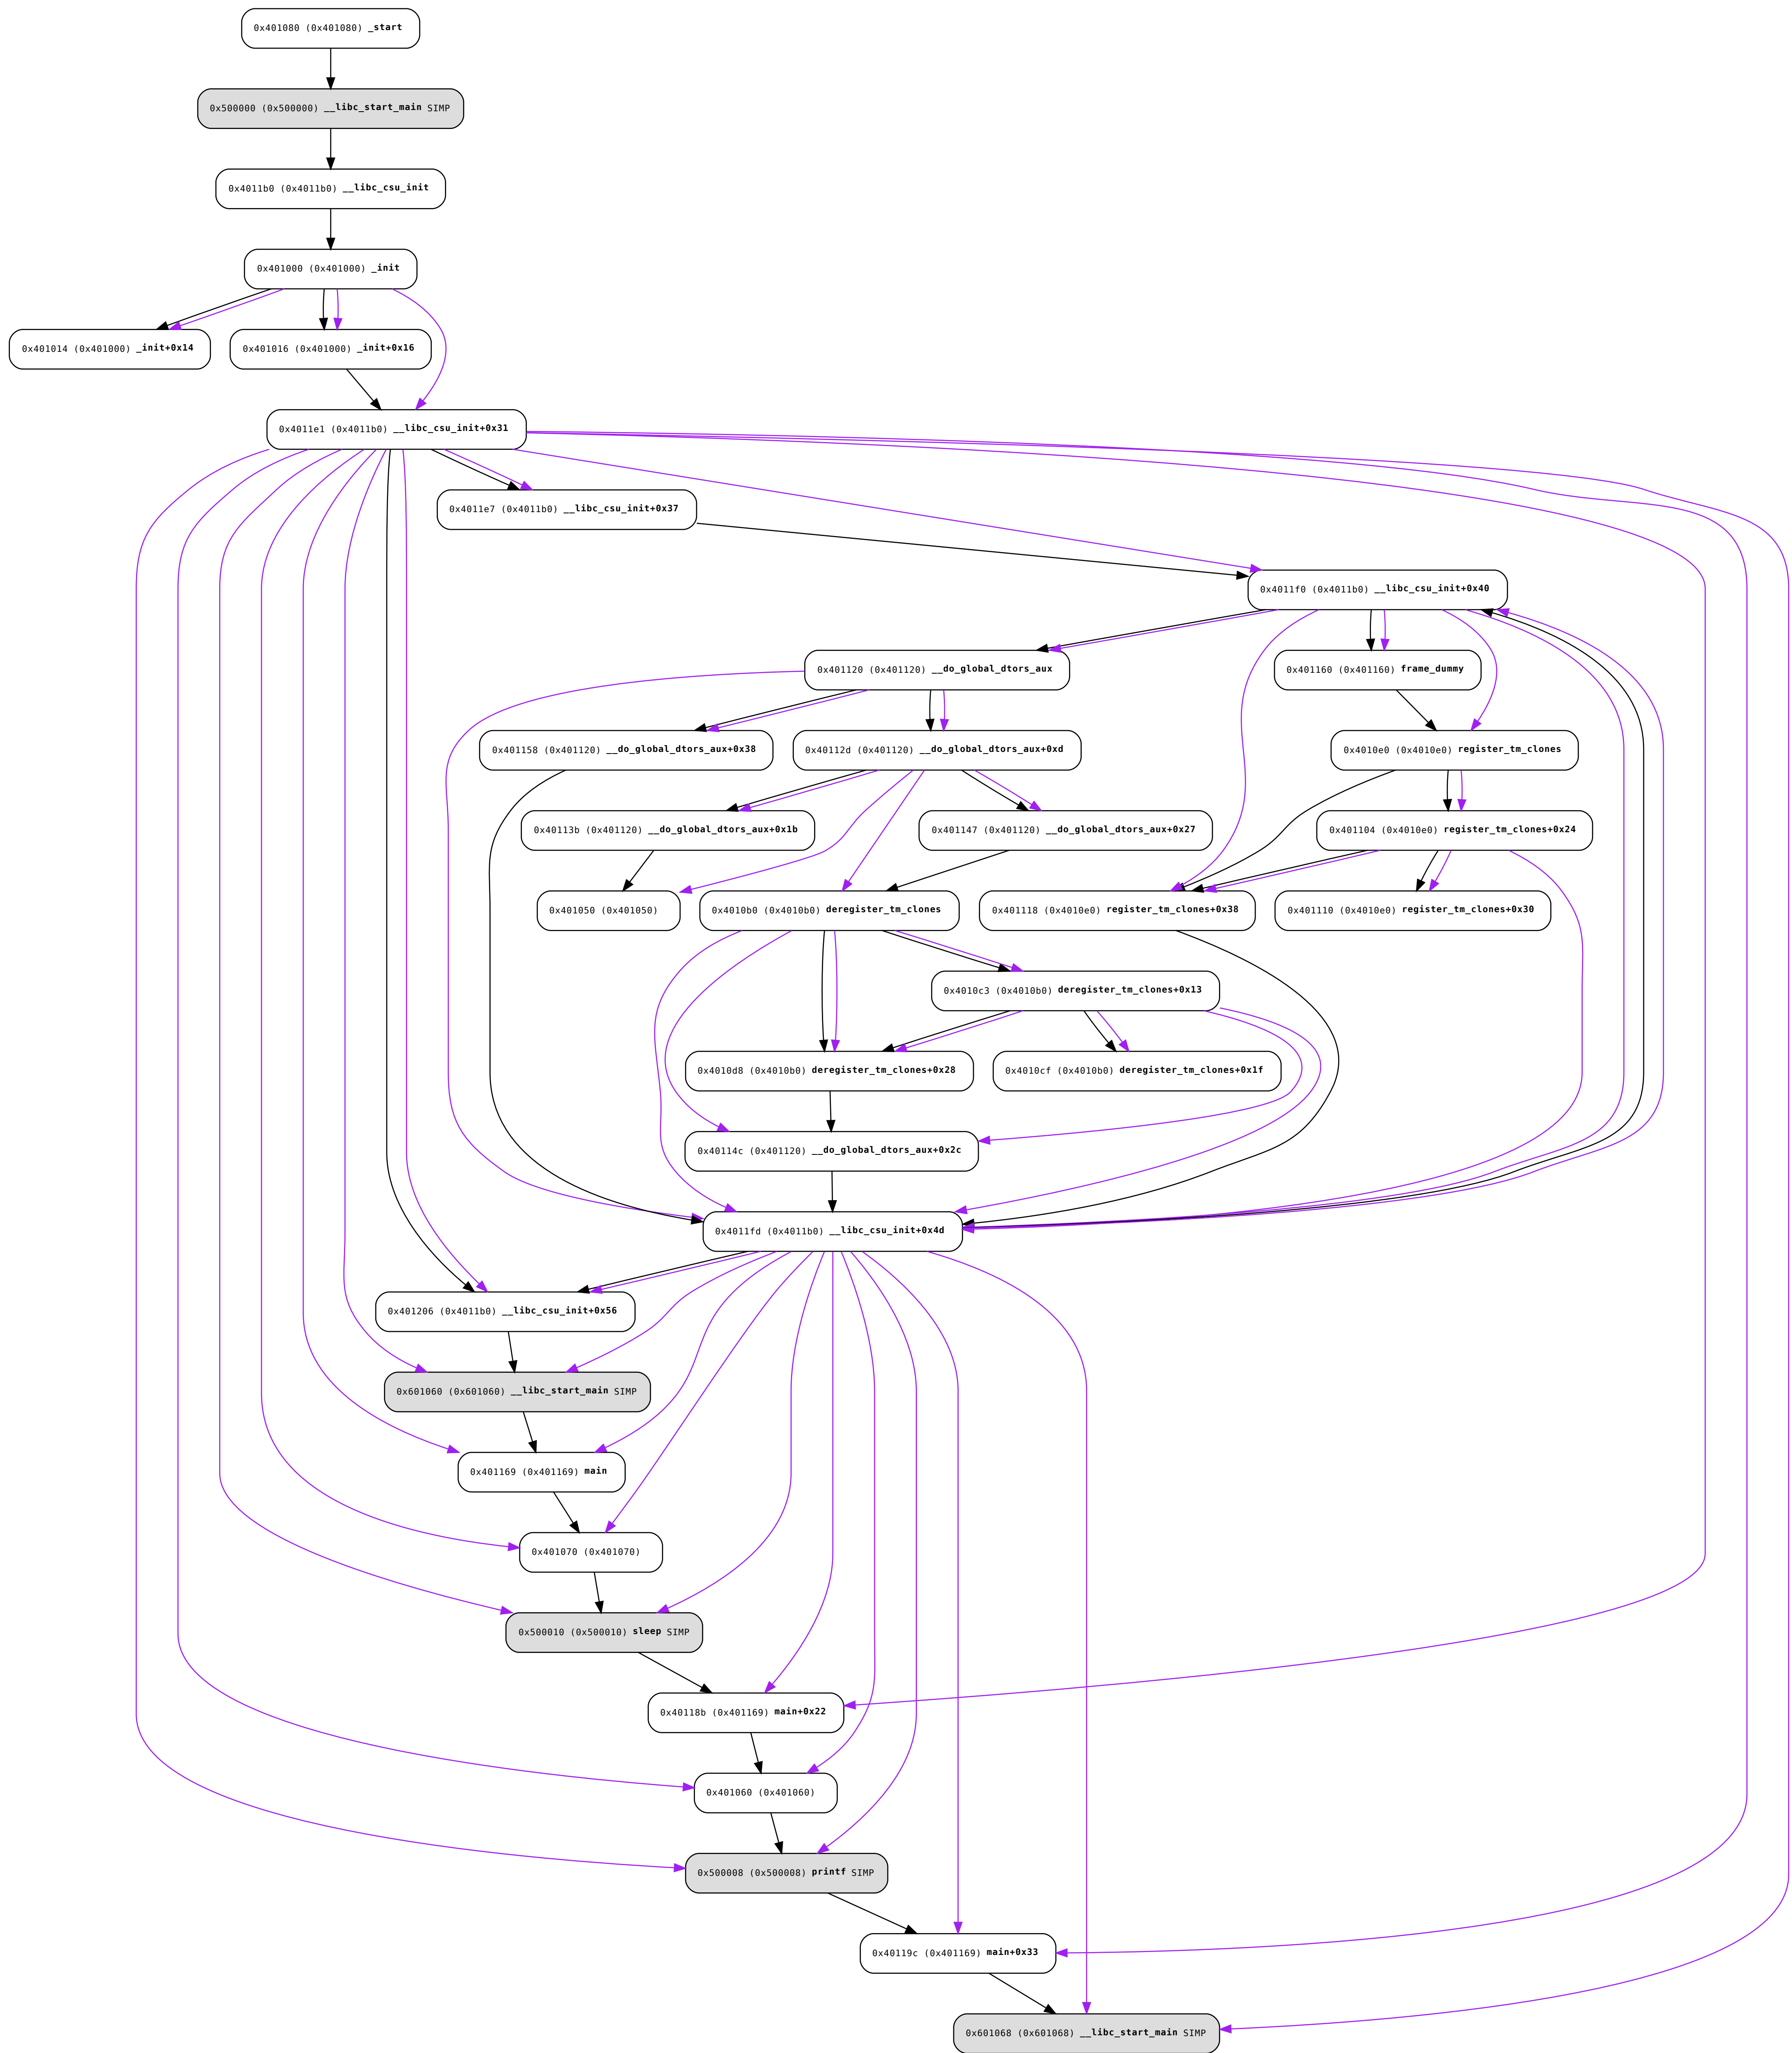 0x401080 (0x401080) _start
0x500000 (0x500000) __libc_start_main SIMP
0x4011b0 (0x4011b0) __libc_csu_init
0x401000 (0x401000) _init
0x401014 (0x401000) _init+0x14
0x401016 (0x401000) _init+0x16
0x4011e1 (0x4011b0) __libc_csu_init+0x31
0x4011e7 (0x4011b0) __libc_csu_init+0x37
0x4011f0 (0x4011b0) __libc_csu_init+0x40
0x401120 (0x401120) __do_global_dtors_aux
0x401160 (0x401160) frame_dummy
0x401158 (0x401120) __do_global_dtors_aux+0x38
0x40112d (0x401120) __do_global_dtors_aux+0xd
0x4010e0 (0x4010e0) register_tm_clones
0x40113b (0x401120) __do_global_dtors_aux+0x1b
0x401147 (0x401120) __do_global_dtors_aux+0x27
0x401104 (0x4010e0) register_tm_clones+0x24
0x401050 (0x401050)
0x4010b0 (0x4010b0) deregister_tm_clones
0x401118 (0x4010e0) register_tm_clones+0x38
0x401110 (0x4010e0) register_tm_clones+0x30
0x4010c3 (0x4010b0) deregister_tm_clones+0x13
0x4010d8 (0x4010b0) deregister_tm_clones+0x28
0x4010cf (0x4010b0) deregister_tm_clones+0x1f
0x40114c (0x401120) __do_global_dtors_aux+0x2c
0x4011fd (0x4011b0) __libc_csu_init+0x4d
0x401206 (0x4011b0) __libc_csu_init+0x56
0x601060 (0x601060) __libc_start_main SIMP
0x401169 (0x401169) main
0x401070 (0x401070)
0x500010 (0x500010) sleep SIMP
0x40118b (0x401169) main+0x22
0x401060 (0x401060)
0x500008 (0x500008) printf SIMP
0x40119c (0x401169) main+0x33
0x601068 (0x601068) __libc_start_main SIMP